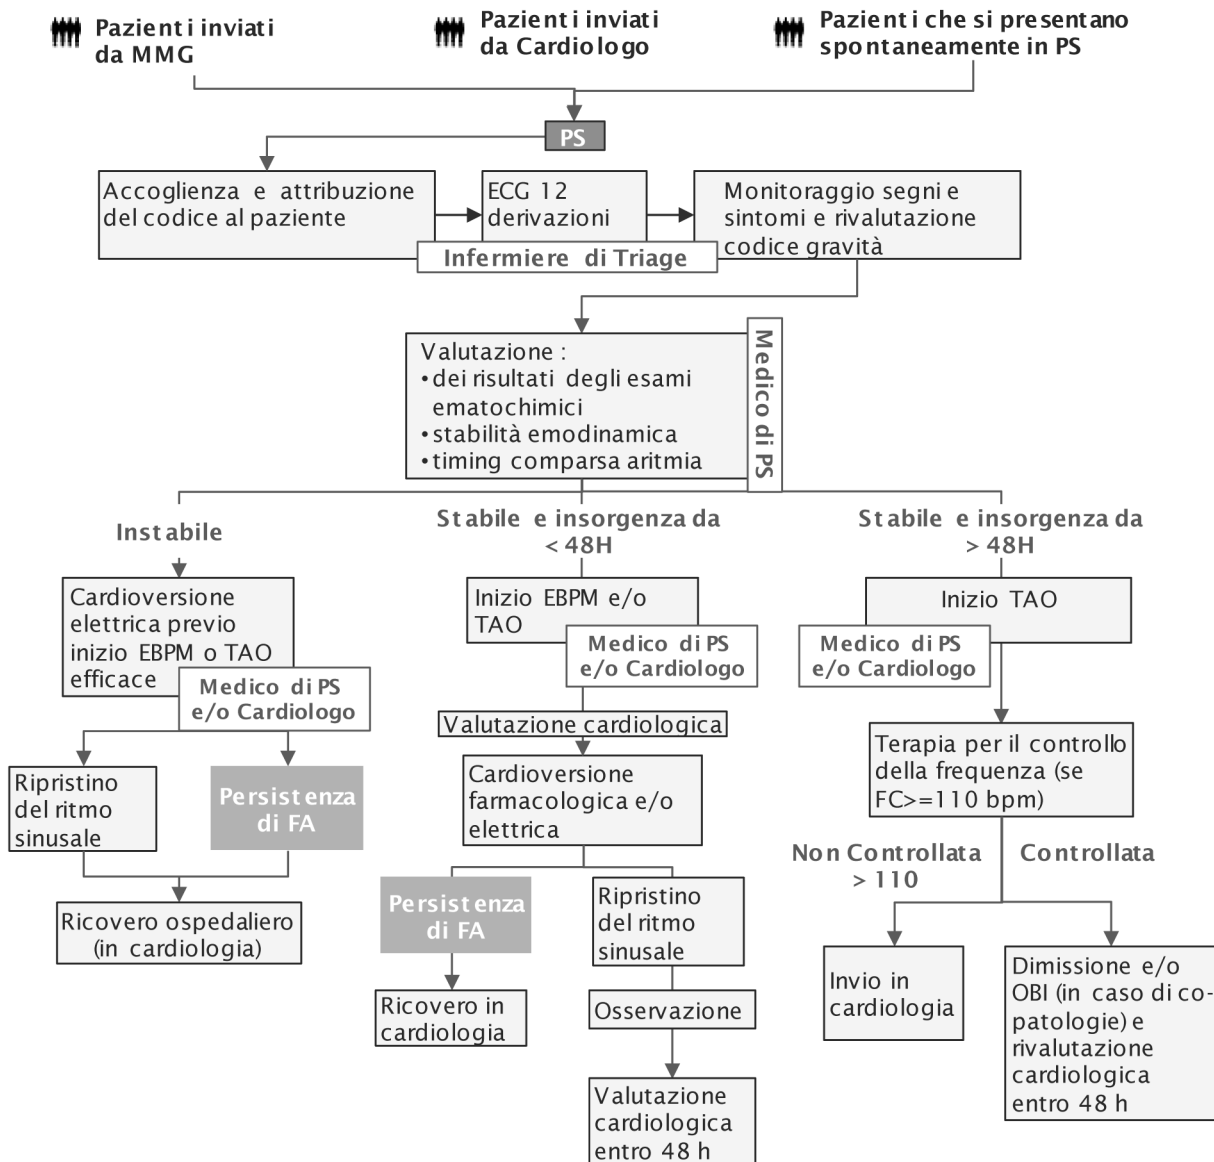 Pazienti inviati
da MMG
Pazienti inviati
da Cardiologo
Pazienti che si presentano
spontaneamente in PS
PS
Accoglienza e attribuzione
del codice al paziente
ECG 12
derivazioni
Monitoraggio segni e
sintomi e rivalutazione
codice gravità
Infermiere di Triage
Valutazione :
•dei risultati degli esami
ematochimici
•stabilità emodinamica
•timing comparsa aritmia
Medico di PS
Instabile
Stabile e insorgenza da
< 48H
Stabile e insorgenza da
> 48H
Cardioversione
elettrica previo
inizio EBPM o TAO
efficace
Medico di PS
e/o Cardiologo
Inizio EBPM e/o
TAO
Medico di PS
e/o Cardiologo
Inizio TAO
Medico di PS
e/o Cardiologo
Valutazione cardiologica
Terapia per il controllo
della frequenza (se
FC>=110 bpm)
Ripristino
del ritmo
sinusale
Persistenza
di FA
Cardioversione
farmacologica e/o
elettrica
Non Controllata
> 110
Controllata
Ricovero ospedaliero
(in cardiologia)
Persistenza
di FA
Ripristino
del ritmo
sinusale
Ricovero in
cardiologia
Osservazione
Valutazione
cardiologica
entro 48 h
Invio in
cardiologia
Dimissione e/o
OBI (in caso di co-
patologie) e
rivalutazione
cardiologica
entro 48 h